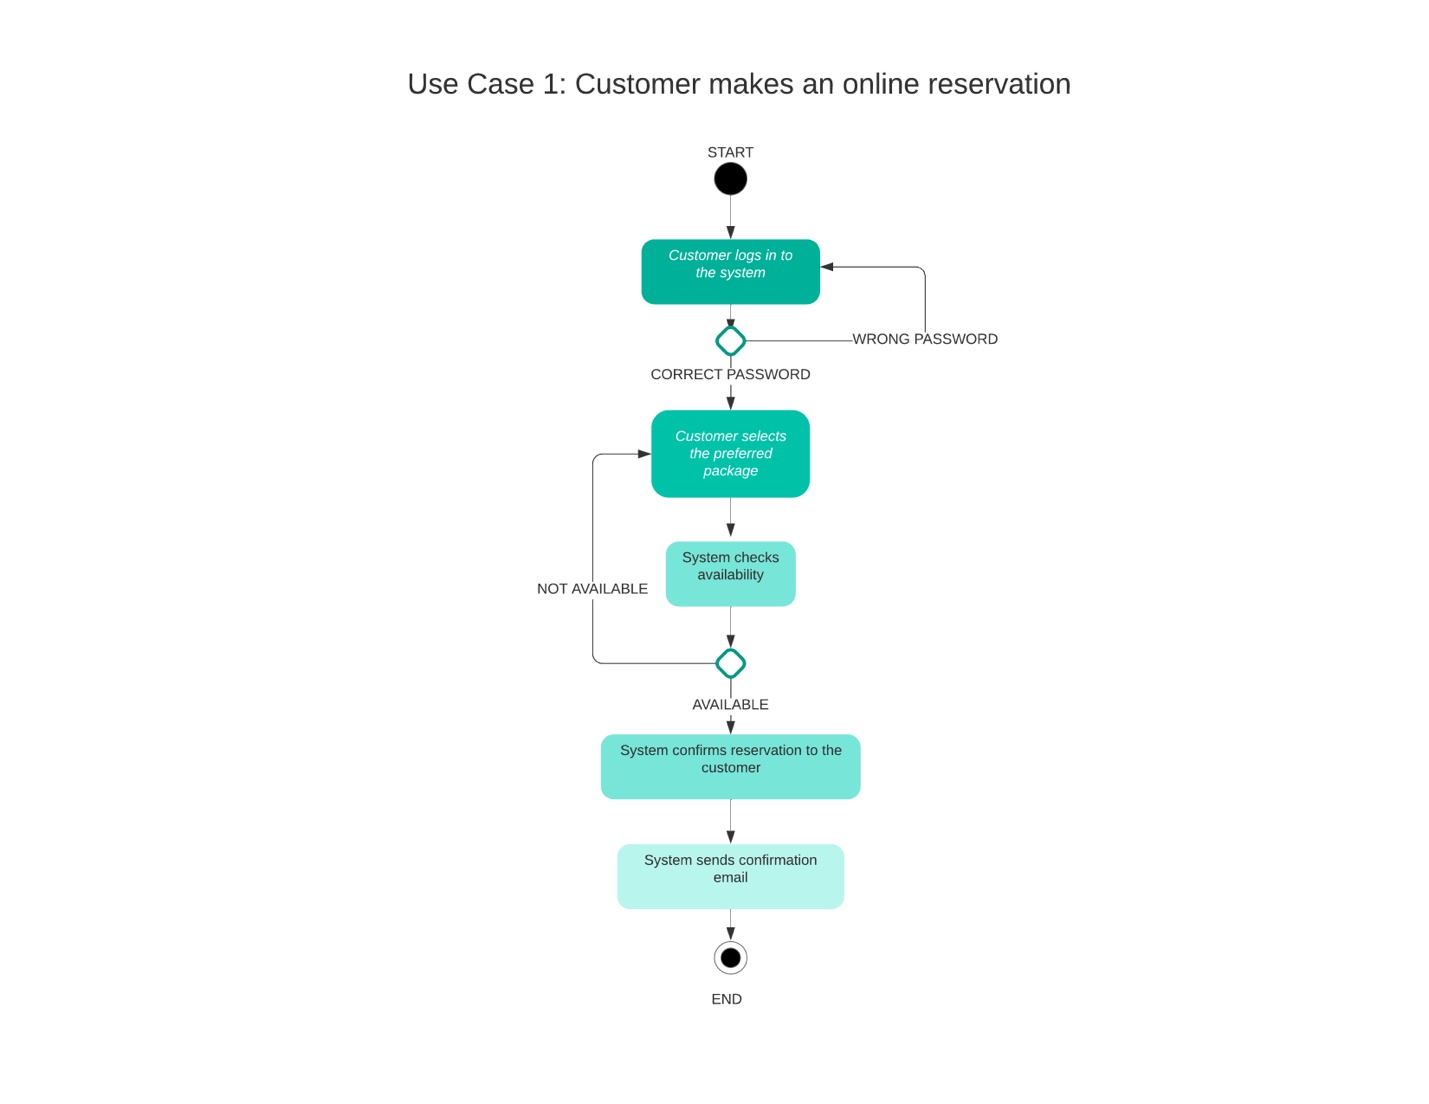 Use Case 1: Customer makes an online reservation
START
Customer logs in to
the system
WRONG PASSWORD
CORRECT PASSWORD
Customer selects
the preferred
package
System checks
availability
NOT AVAILABLE
AVAILABLE
System confirms reservation to the
customer
System sends confirmation
email
END